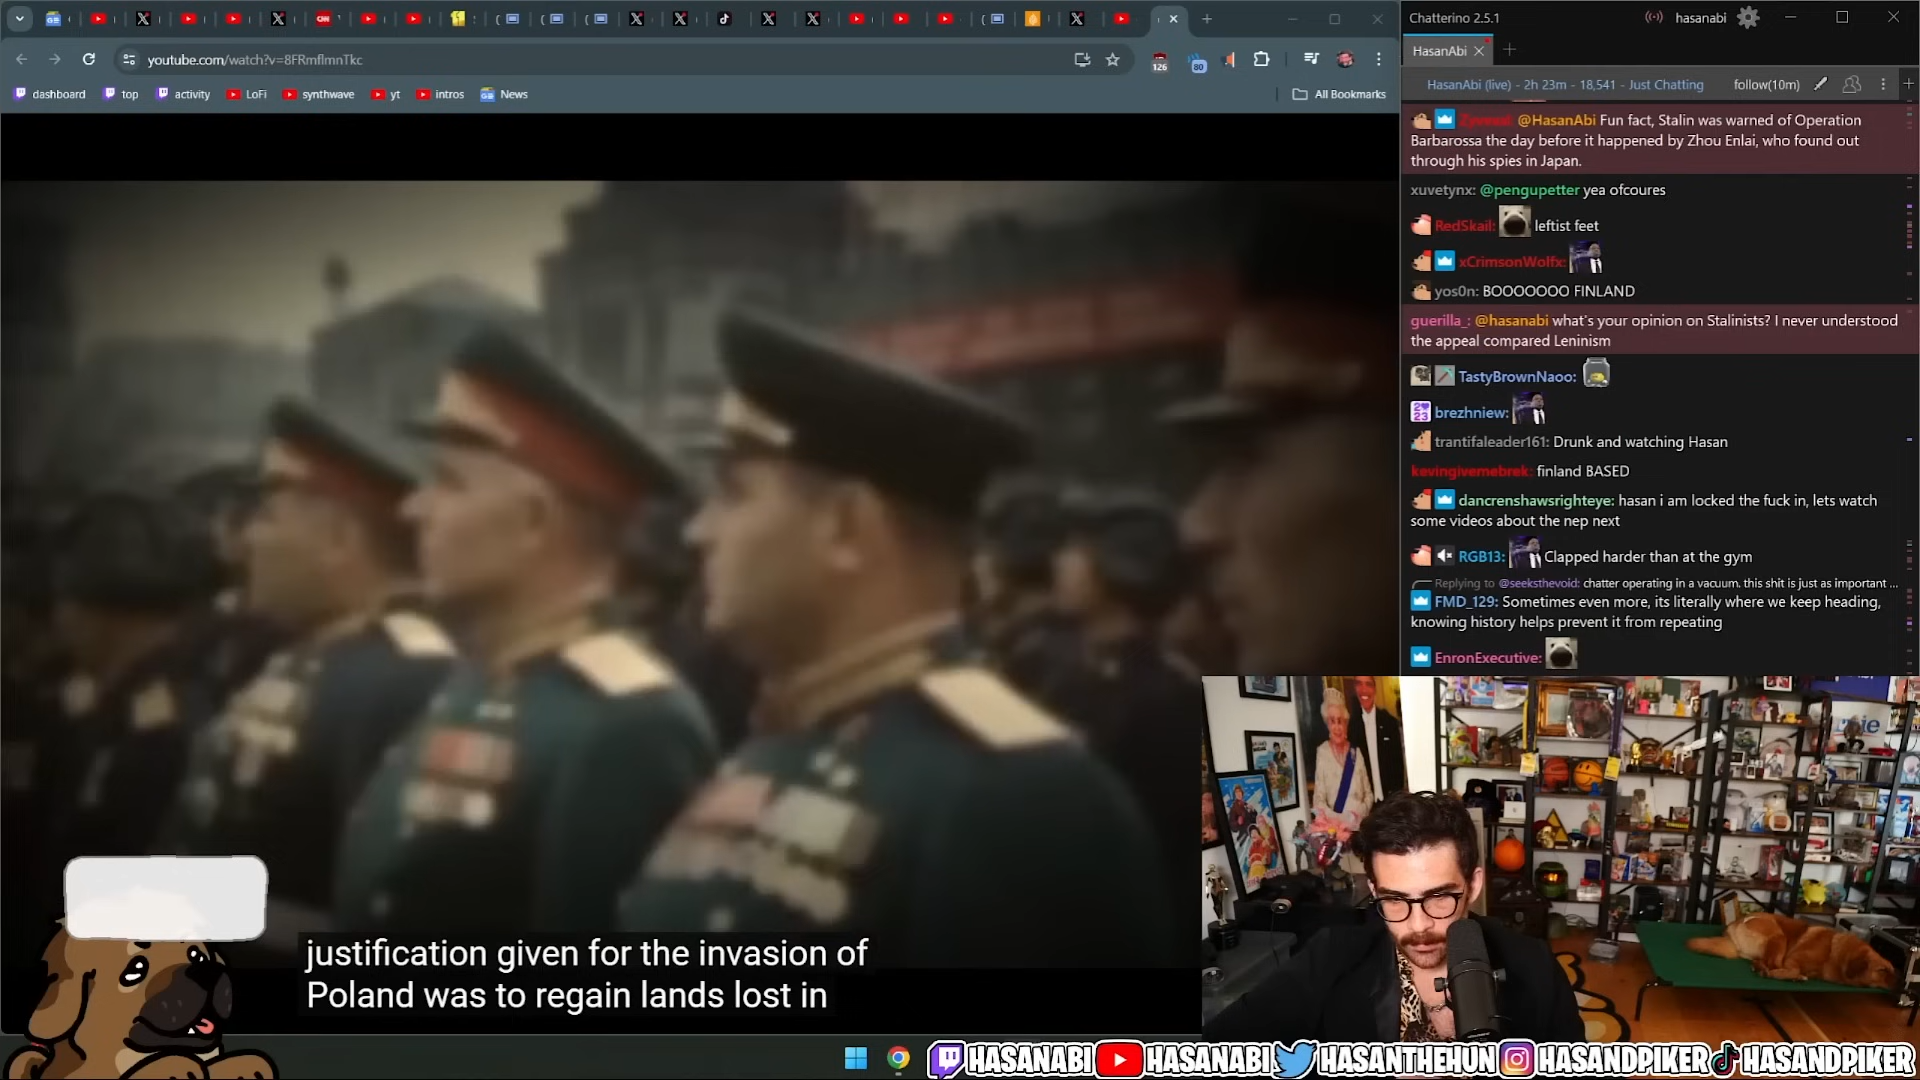 Chatterino 2.5.1
hasanabi
youtube.com/watch?v=8FRmflmnTkc
126
80
HasanAbi
dashboard
top
activity
LoFi
synthwave
yt
intros
News
All Bookmarks
HasanAbi (live) - 2h 23m - 18,541 - Just Chatting
follow(10m)
@HasanAbi Fun fact, Stalin was warned of Operation
Barbarossa the day before it happened by Zhou Enlai, who found out
through his spies in Japan.
xuvetynx: @pengupetter yea ofcoures
RedSkail: leftist feet
xCrimsonWolfx:
yos0n: BOOOOOOO FINLAND
guerilla_: @hasanabi what's your opinion on Stalinists? I never understood
the appeal compared Leninism
TastyBrownNaoo:
brezhniew:
trantifaleader161: Drunk and watching Hasan
kevingivemebrek: finland BASED
dancrenshawsrighteye: hasan i am locked the fuck in, lets watch
some videos about the nep next
RGB13: Clapped harder than at the gym
Replying to @seeksthevoid: chatter operating in a vacuum. this shit is just as important ...
FMD_129: Sometimes even more, its literally where we keep heading,
knowing history helps prevent it from repeating
EnronExecutive:
justification given for the invasion of
Poland was to regain lands lost in
HASANABI HASANABI HASANTHEHUN HASANDPIKER HASANDPIKER